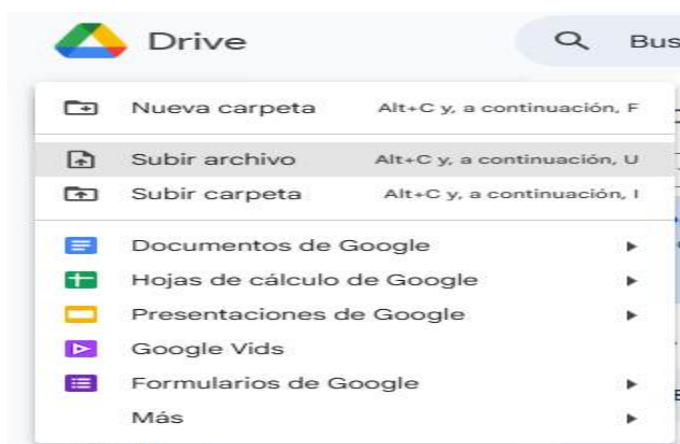 Drive
Bus
Nueva carpeta Alt+C y, a continuación, F
Subir archivo Alt+C y, a continuación, U
Subir carpeta Alt+C y, a continuación, I
Documentos de Google
Hojas de cálculo de Google
Presentaciones de Google
Google Vids
Formularios de Google
Más